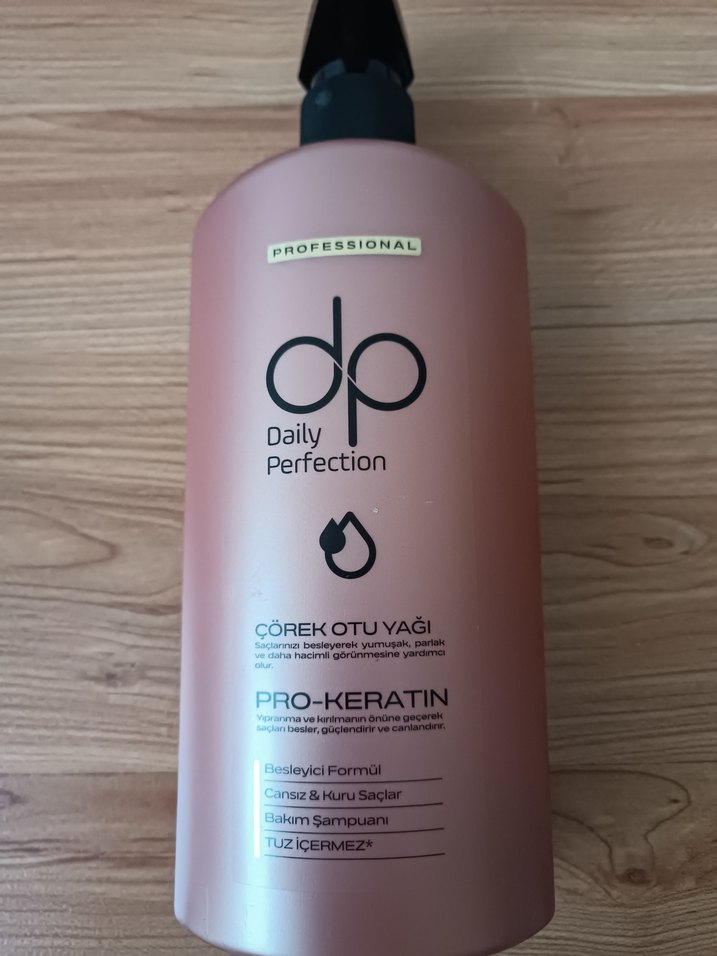 PROFESSIONAL
dp
Daily
Perfection
ÇÖREK OTU YAĞI
Saçlarınızı besleyerek yumuşak, parlak
ve daha hacimli görünmesine yardımcı
olur.
PRO-KERATIN
Yıpranma ve kırılmanın önüne geçerek
saçları besler, güçlendirir ve canlandırır.
Besleyici Formül
Cansız & Kuru Saçlar
Bakım Şampuanı
TUZ İÇERMEZ*